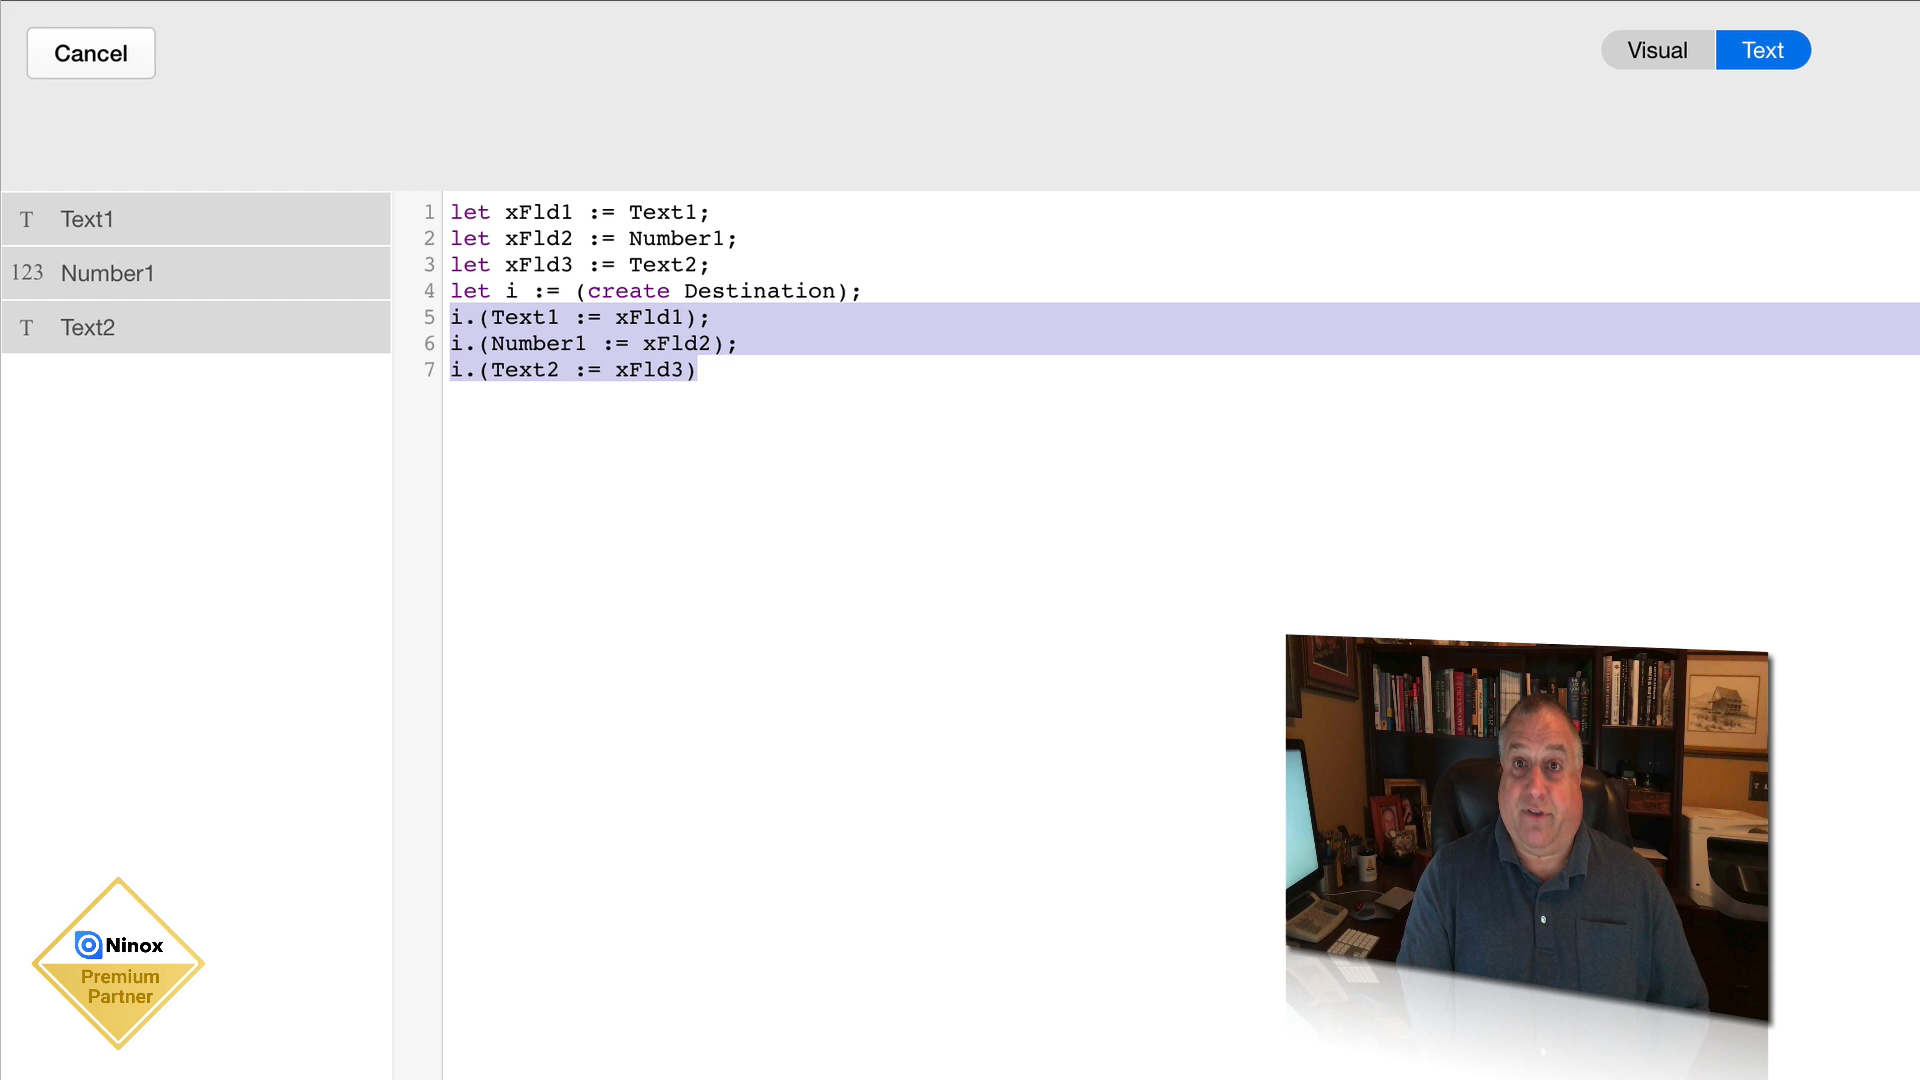 Cancel
Visual
Text
T Text1
123 Number1
T Text2
1 let xFld1 := Text1;
2 let xFld2 := Number1;
3 let xFld3 := Text2;
4 let i := (create Destination);
5 i.(Text1 := xFld1);
6 i.(Number1 := xFld2);
7 i.(Text2 := xFld3)
Ninox
Premium
Partner